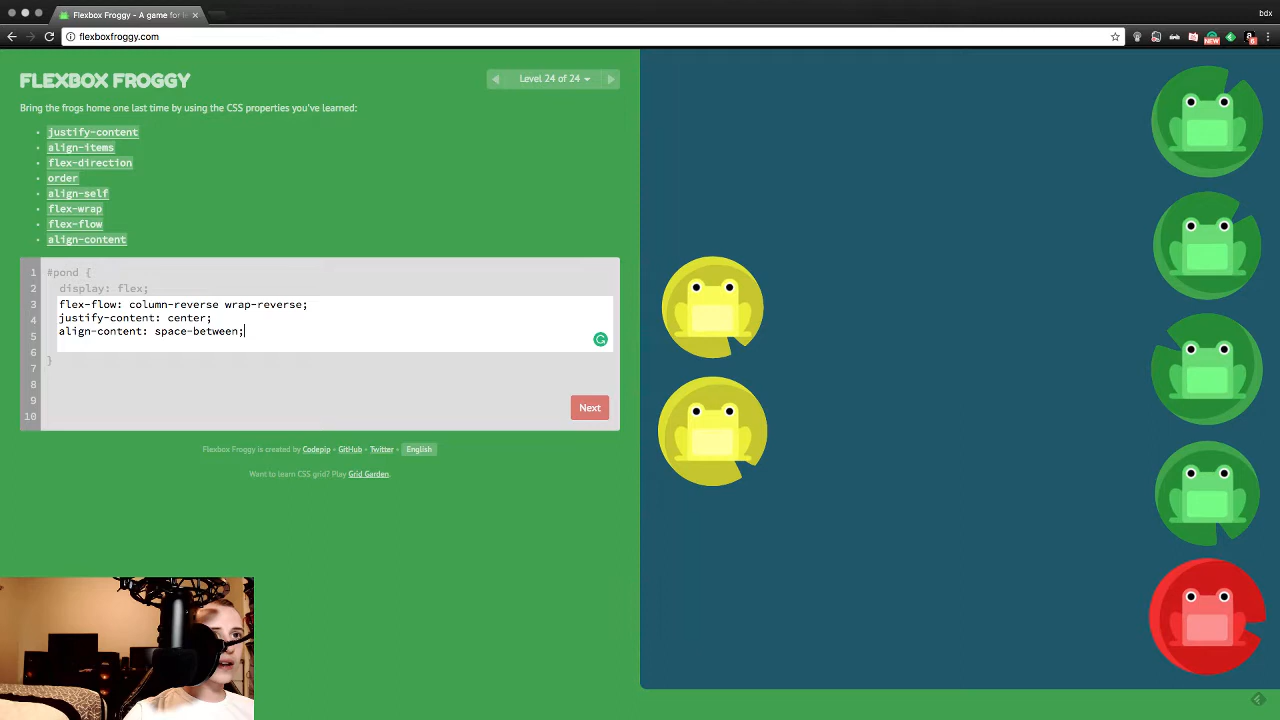 Flexbox Froggy - A game for l
bdx
flexboxfroggy.com
NEW
6
FLEXBOX FROGGY
Level 24 of 24
Bring the frogs home one last time by using the CSS properties you've learned:
• justify-content
• align-items
• flex-direction
• order
• align-self
• flex-wrap
• flex-flow
• align-content
1 #pond {
2 display: flex;
3 flex-flow: column-reverse wrap-reverse;
4 justify-content: center;
5 align-content: space-between;
6
7 }
8
9
10
Next
Flexbox Froggy is created by Codepip • GitHub • Twitter • English
Want to learn CSS grid? Play Grid Garden.